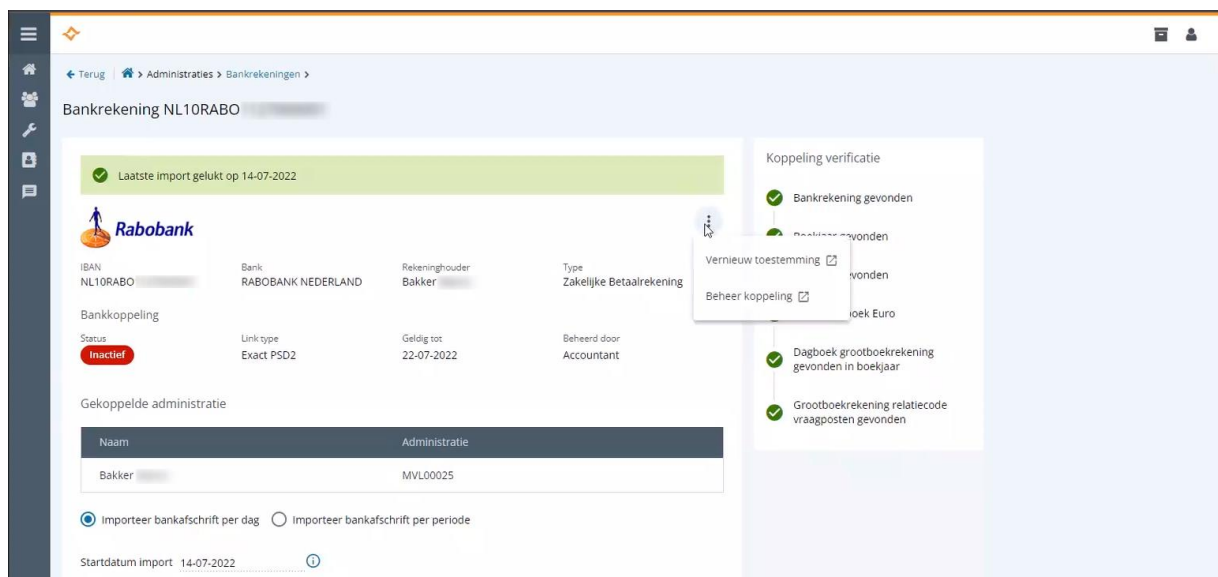 Terug Administraties > Bankrekeningen >
Bankrekening NL10RABO
Laatste import gelukt op 14-07-2022
Rabobank
IBAN Bank Rekeninghouder Type
NL10RABO RABOBANK NEDERLAND Bakker Zakelijke Betaalrekening
Bankkoppeling
Status Link type Geldig tot Beheerd door
Inactief Exact PSD2 22-07-2022 Accountant
Gekoppelde administratie
Naam Administratie
Bakker MVL00025
Importeer bankafschrift per dag Importeer bankafschrift per periode
Startdatum import 14-07-2022
Vernieuw toestemming
Beheer koppeling
Koppeling verificatie
Bankrekening gevonden
Boekjaar gevonden
Euro
Dagboek grootboekrekening
gevonden in boekjaar
Grootboekrekening relatiecode
vraagposten gevonden